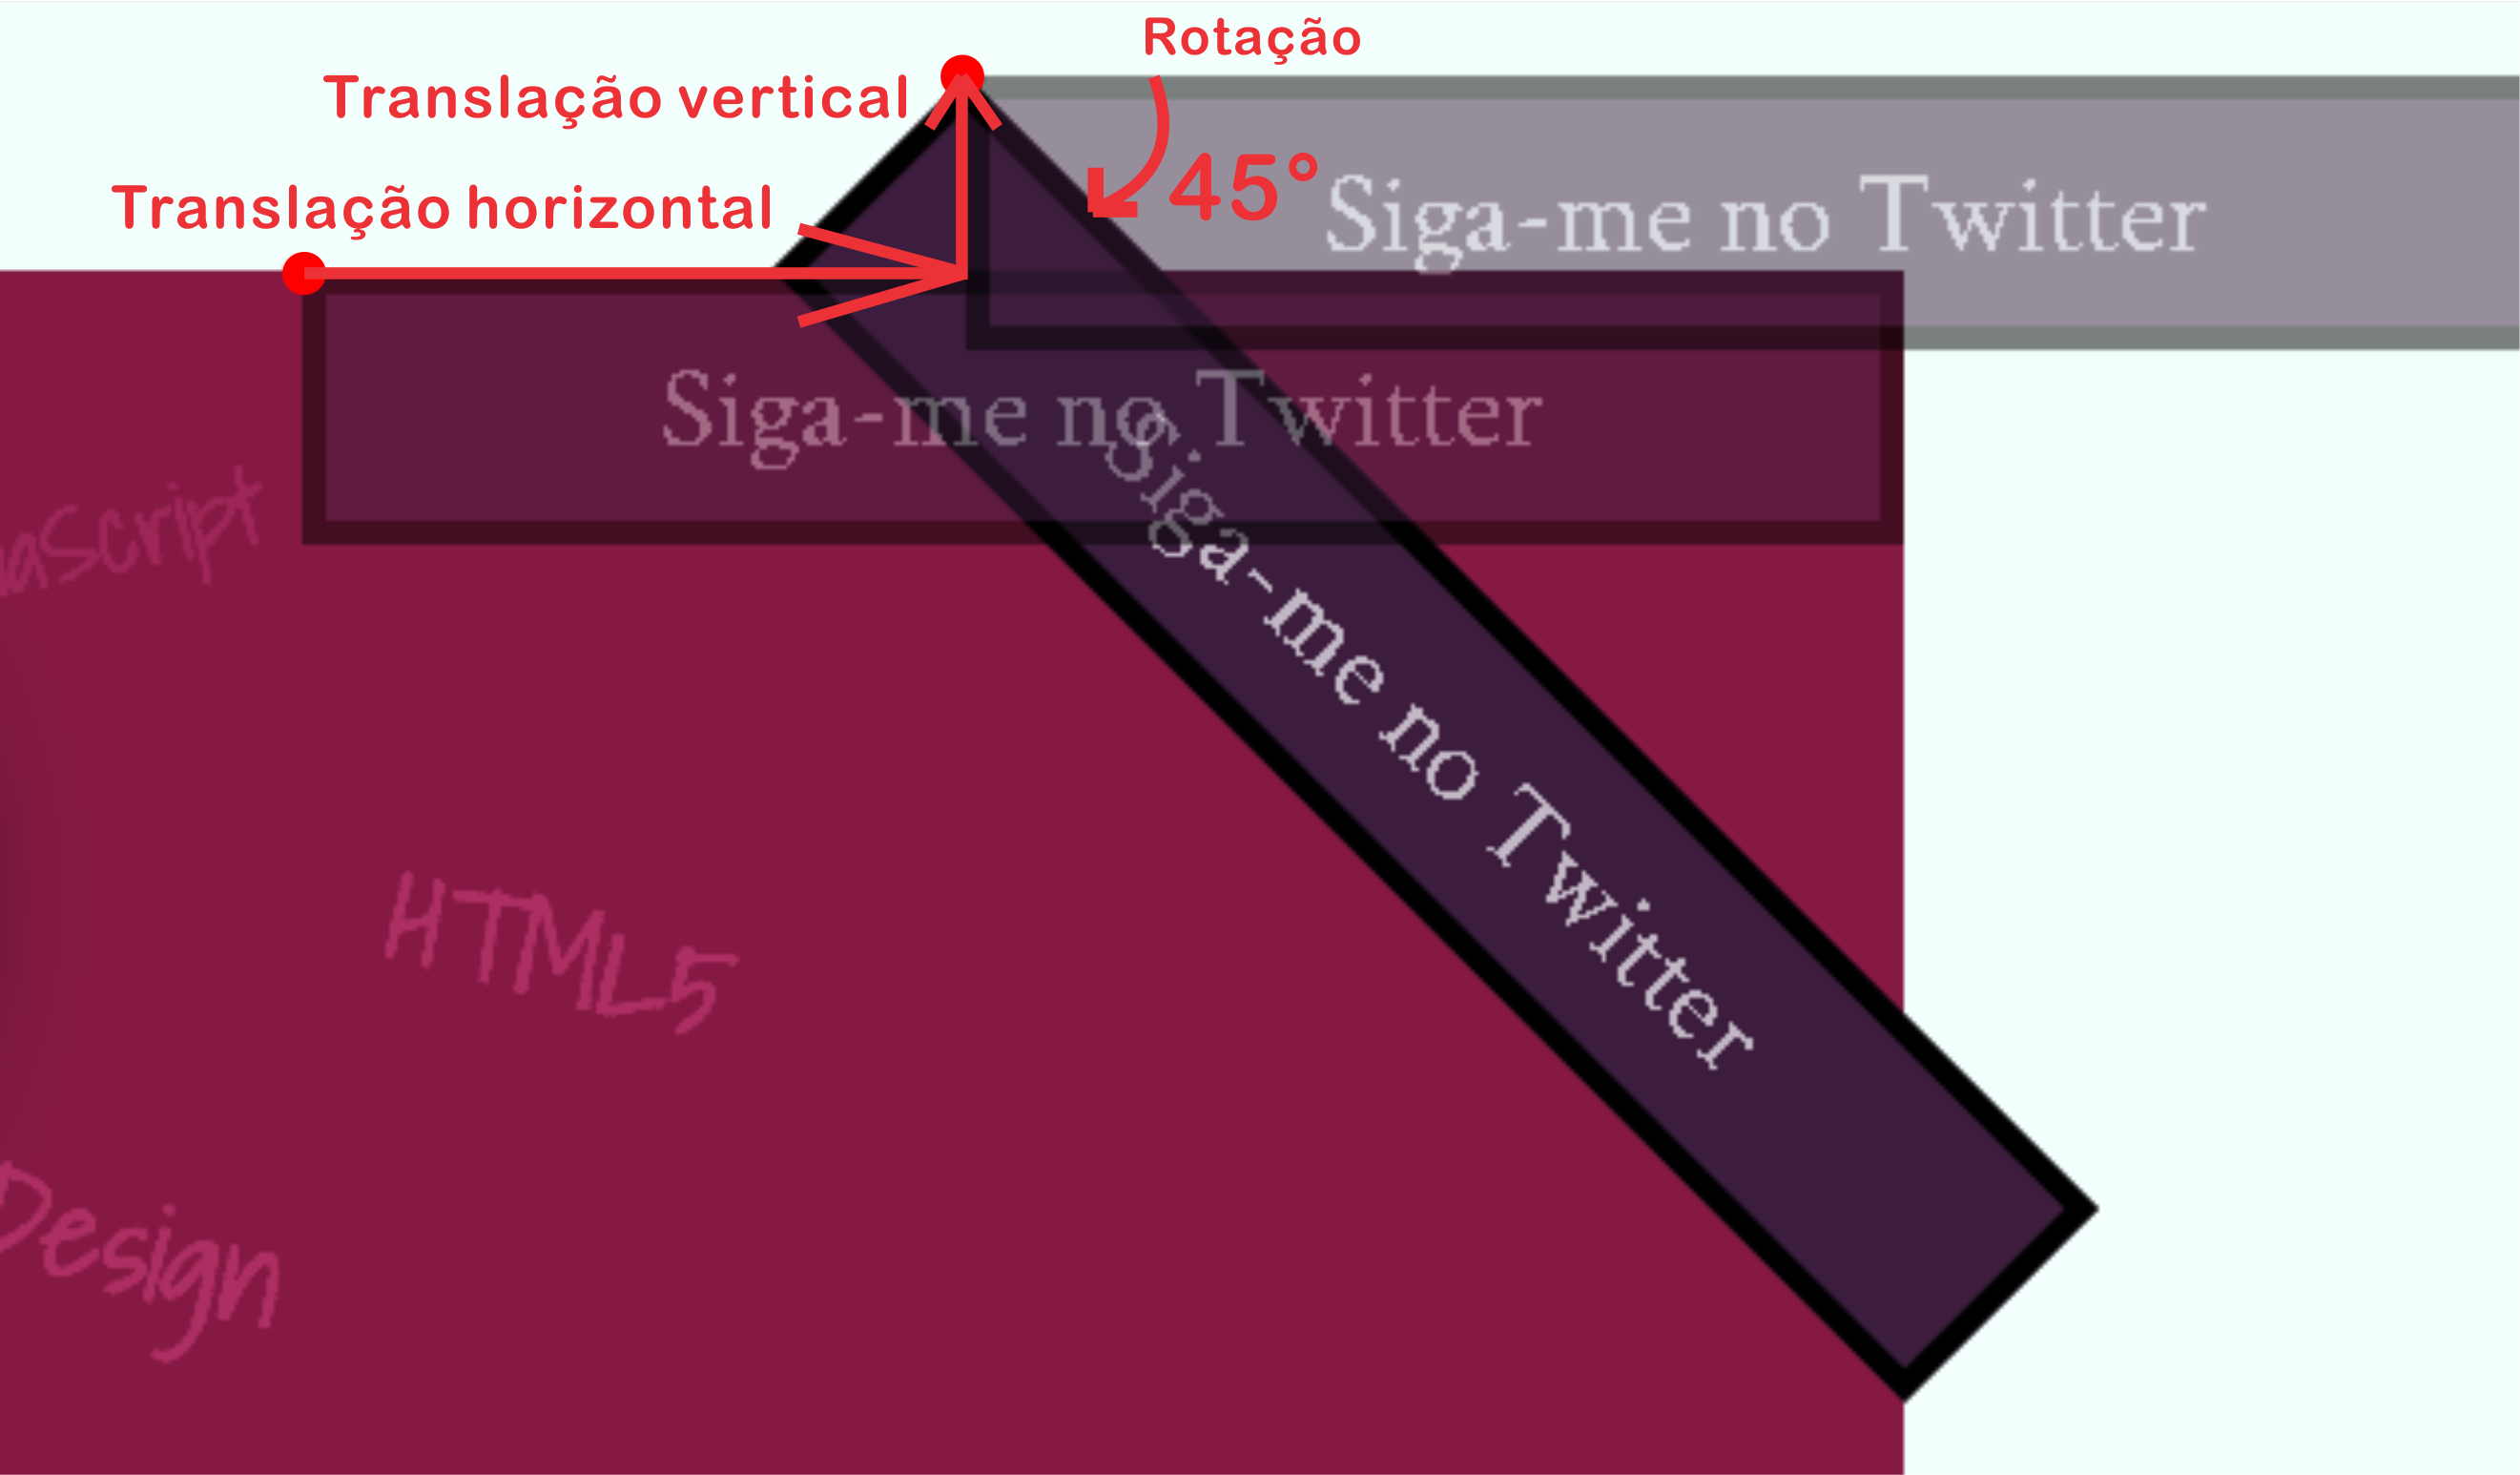 Rotação
Translação vertical
45°
Siga-me no Twitter
Translação horizontal
Siga-me no Twitter
Siga-me no Twitter
HTML5
Design